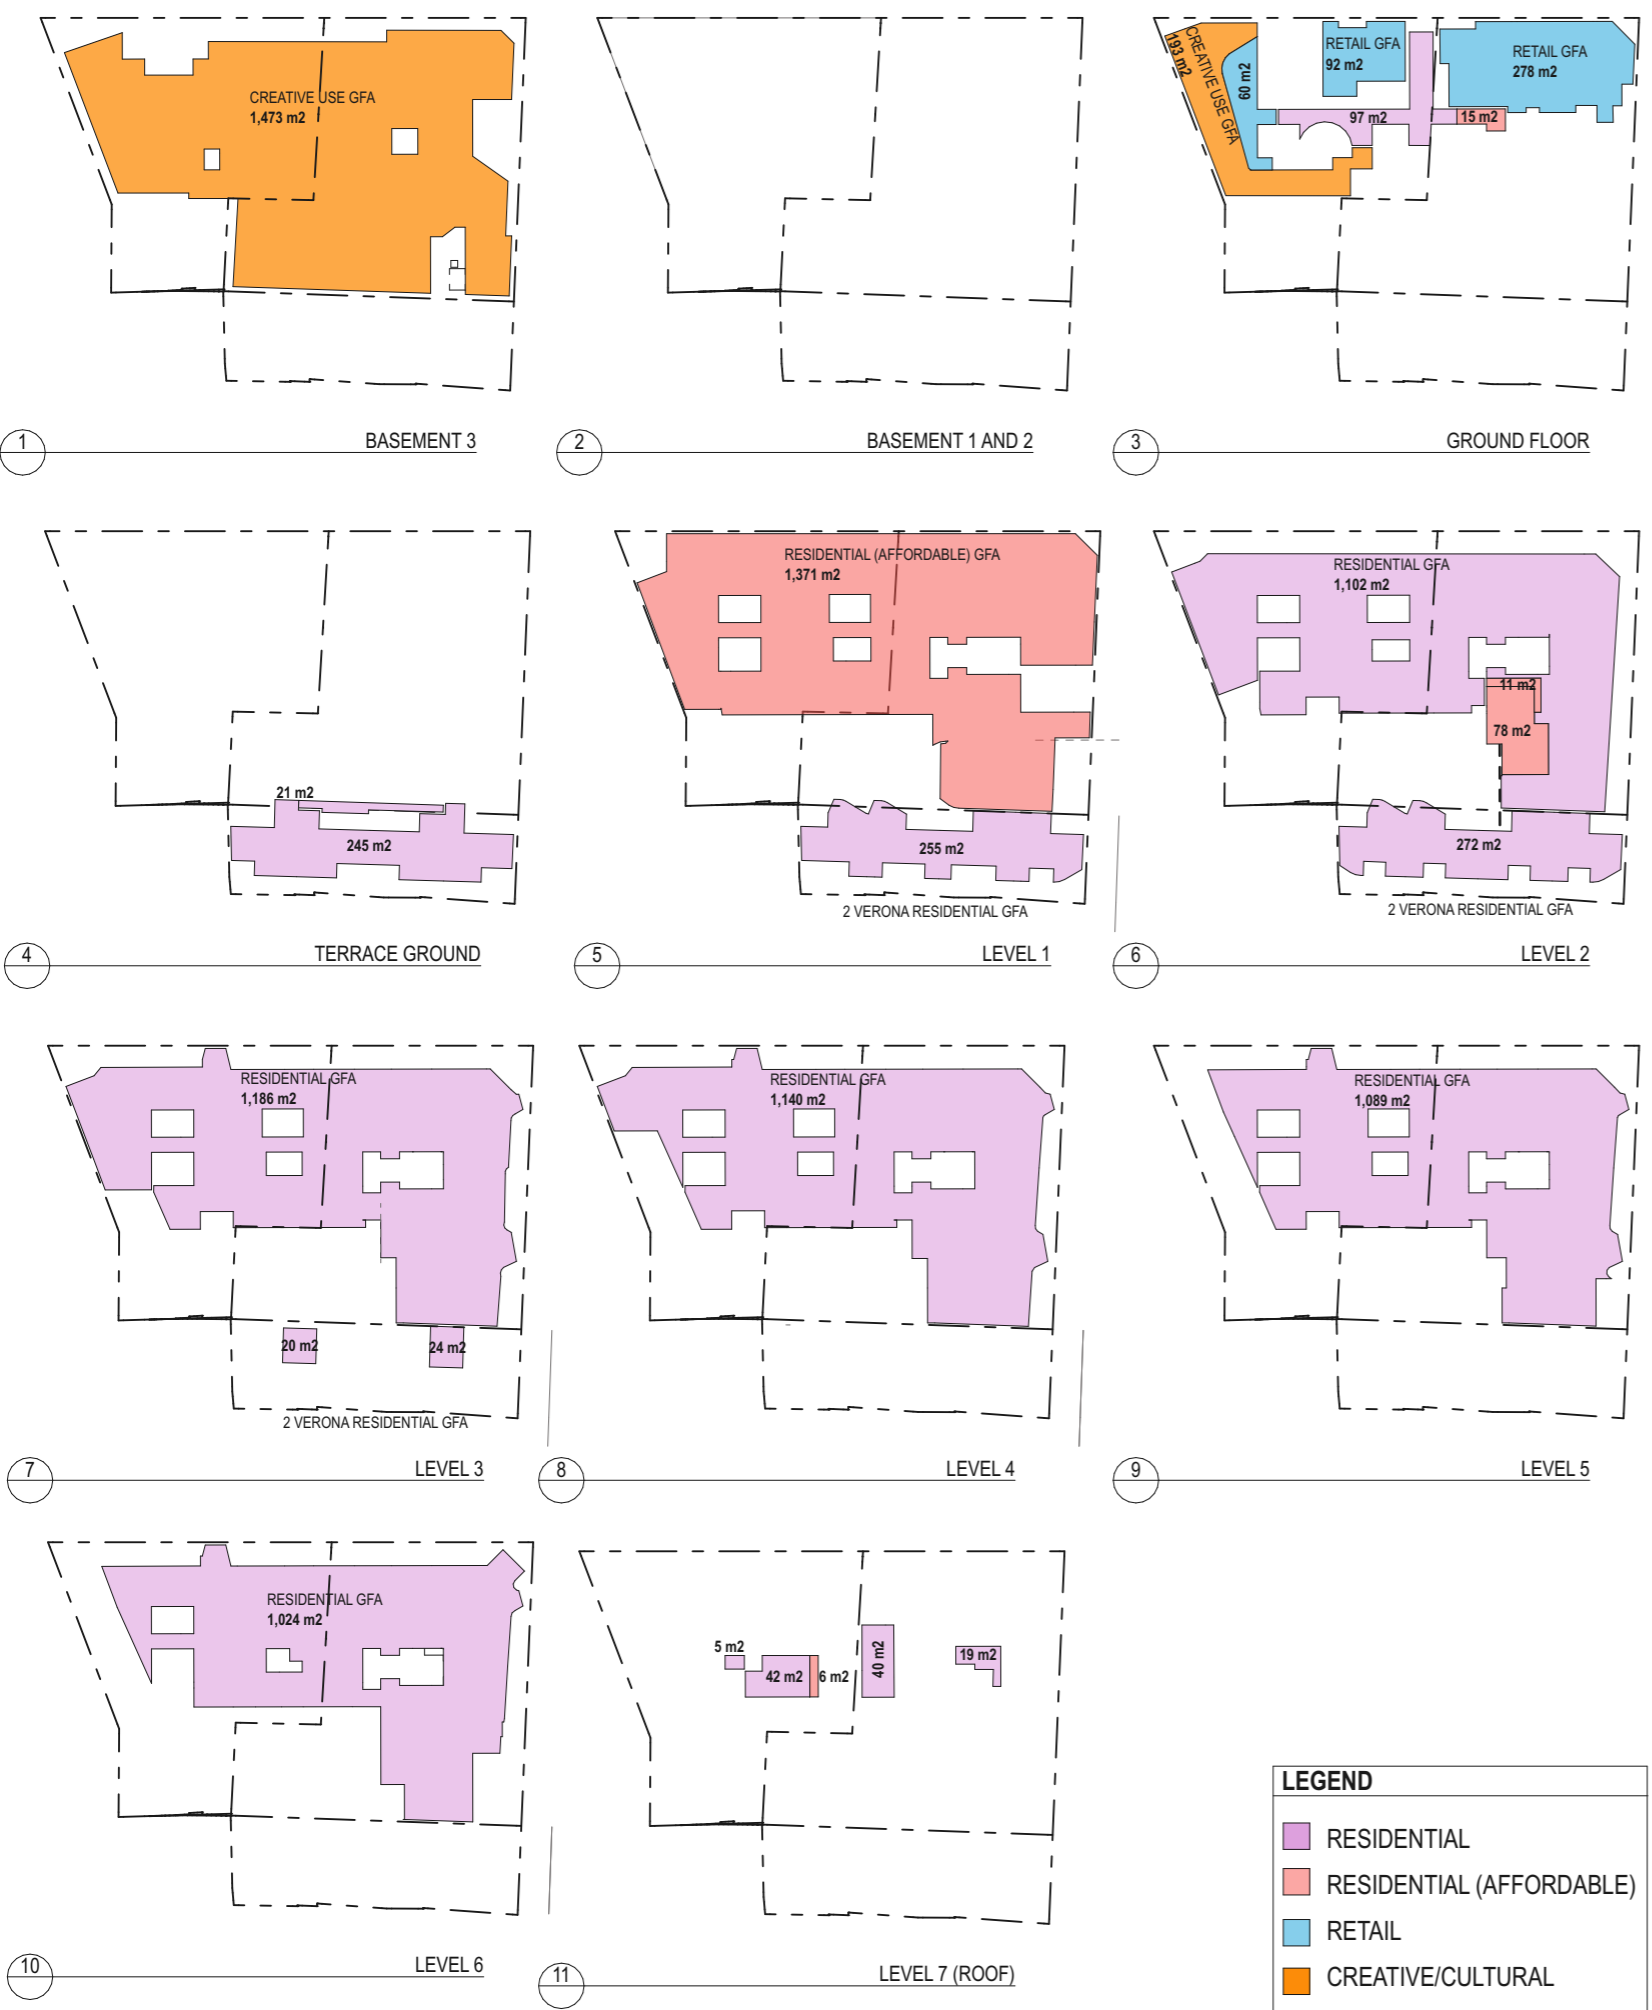 CREATIVE USE GFA
1,473 m2
1
BASEMENT 3
2
BASEMENT 1 AND 2
193 m2
CREATIVE USE GFA
60 m2
RETAIL GFA
92 m2
RETAIL GFA
278 m2
97 m2
15 m2
3
GROUND FLOOR
21 m2
245 m2
4
TERRACE GROUND
RESIDENTIAL (AFFORDABLE) GFA
1,371 m2
255 m2
2 VERONA RESIDENTIAL GFA
5
LEVEL 1
RESIDENTIAL GFA
1,102 m2
11 m2
78 m2
272 m2
2 VERONA RESIDENTIAL GFA
6
LEVEL 2
RESIDENTIAL GFA
1,186 m2
20 m2
24 m2
2 VERONA RESIDENTIAL GFA
7
LEVEL 3
RESIDENTIAL GFA
1,140 m2
8
LEVEL 4
RESIDENTIAL GFA
1,089 m2
9
LEVEL 5
RESIDENTIAL GFA
1,024 m2
10
LEVEL 6
5 m2
42 m2
6 m2
40 m2
19 m2
11
LEVEL 7 (ROOF)
LEGEND
RESIDENTIAL
RESIDENTIAL (AFFORDABLE)
RETAIL
CREATIVE/CULTURAL